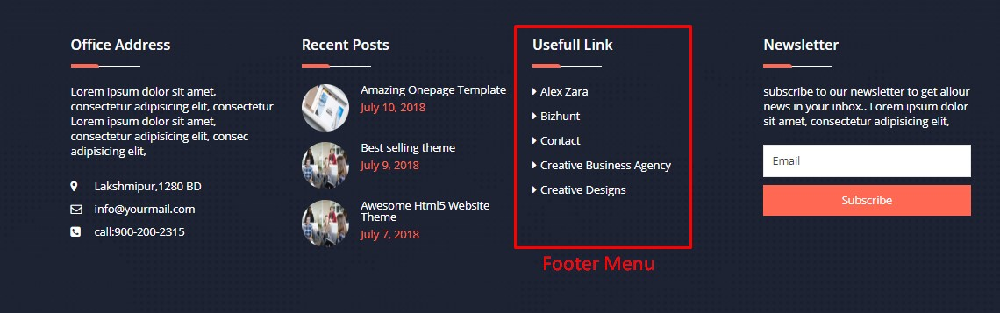 Office Address
Lorem ipsum dolor sit amet,
consectetur adipisicing elit, consectetur
Lorem ipsum dolor sit amet,
consectetur adipisicing elit, consec
adipisicing elit,
Lakshmipur,1280 BD
info@yourmail.com
call:900-200-2315
Recent Posts
Amazing Onepage Template
July 10, 2018
Best selling theme
July 9, 2018
Awesome Html5 Website
Theme
July 7, 2018
Usefull Link
Alex Zara
Bizhunt
Contact
Creative Business Agency
Creative Designs
Footer Menu
Newsletter
subscribe to our newsletter to get allour
news in your inbox.. Lorem ipsum dolor
sit amet, consectetur adipisicing elit,
Email
Subscribe